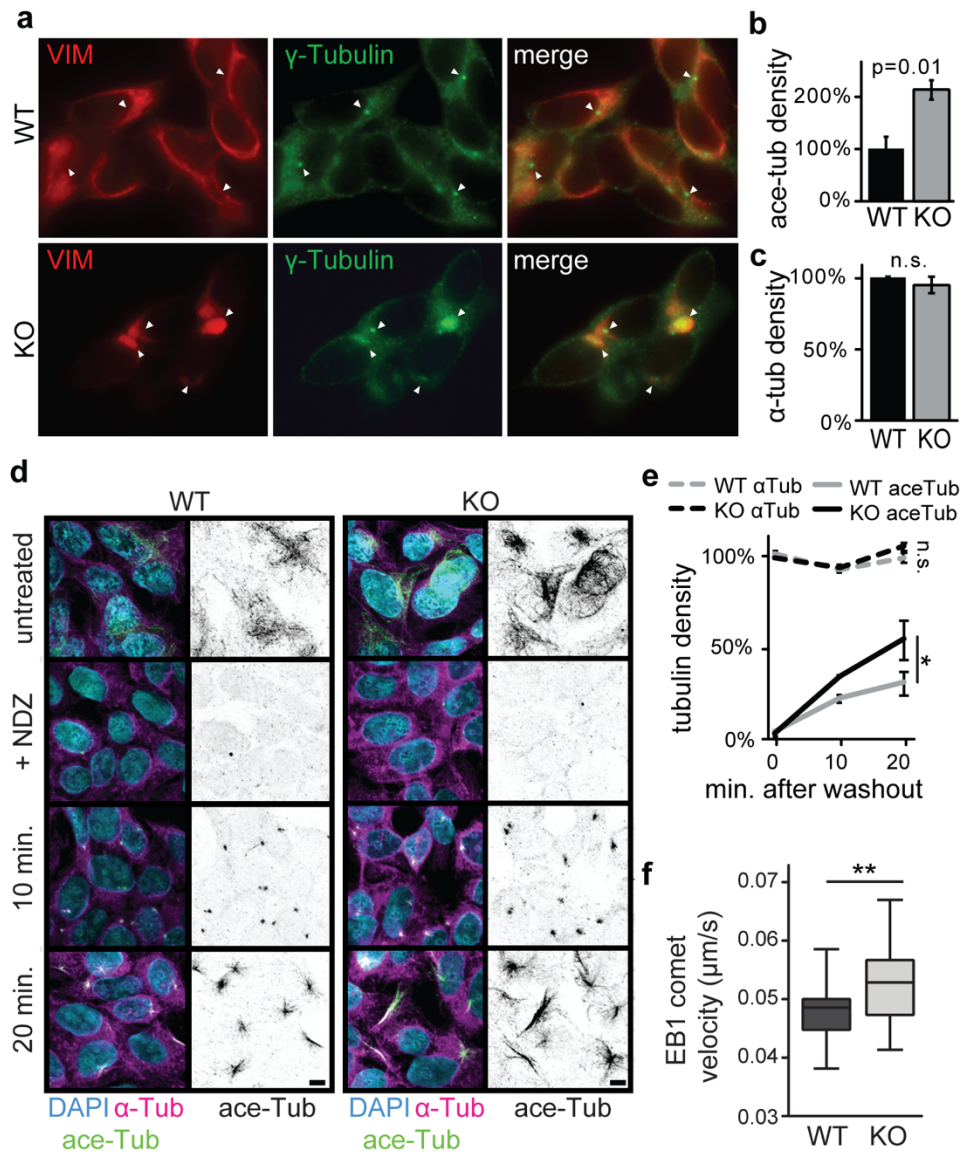 a
VIM γ-Tubulin merge
WT
VIM γ-Tubulin merge
KO
b
p=0.01
ace-tub density
200%
100%
0%
WT KO
c
n.s.
α-tub density
100%
50%
0%
WT KO
d
WT KO
untreated
+ NDZ
10 min.
20 min.
DAPI α-Tub ace-Tub DAPI α-Tub ace-Tub
ace-Tub ace-Tub
e
WT αTub WT aceTub
KO αTub KO aceTub
tubulin density
100%
50%
0%
n.s.
*
0 10 20
min. after washout
f
**
EB1 comet
velocity (µm/s)
0.07
0.06
0.05
0.04
0.03
WT KO